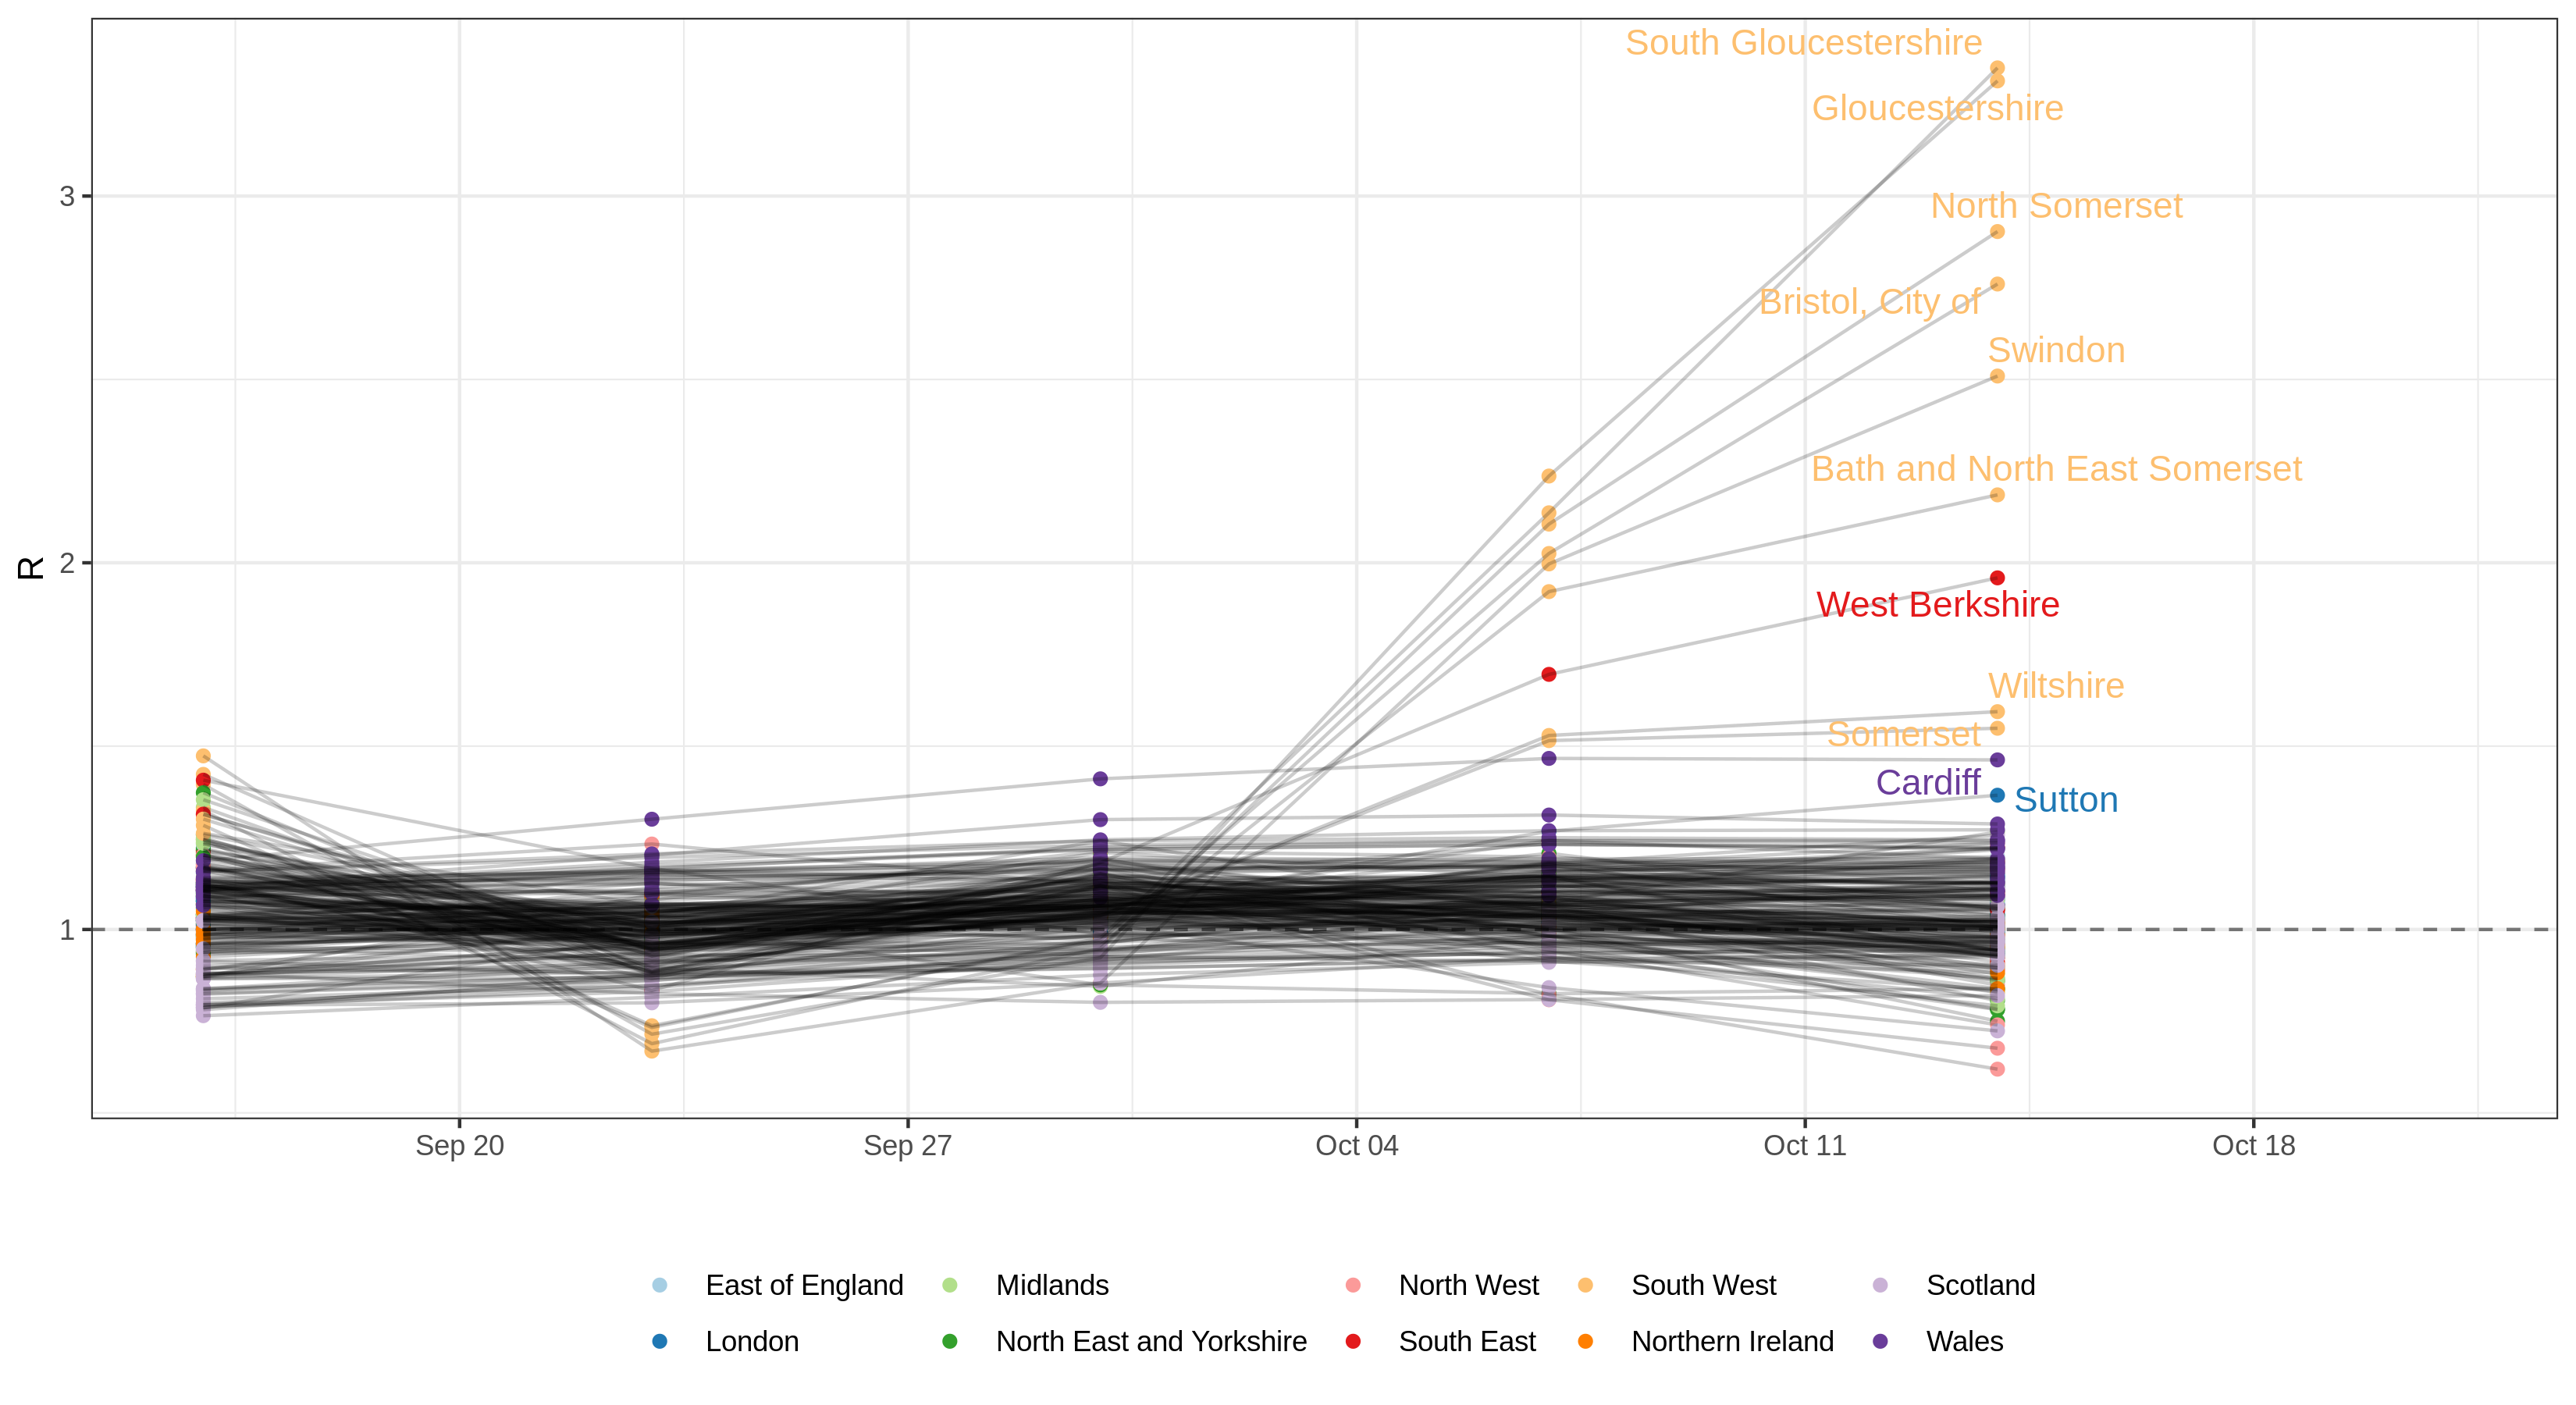 South Gloucestershire
Gloucestershire
3
North Somerset
Bristol, City of
Swindon
Bath and North East Somerset
R
2
West Berkshire
Wiltshire
Somerset
Cardiff
Sutton
1
Sep 20 Sep 27 Oct 04 Oct 11 Oct 18
East of England Midlands North West South West Scotland
London North East and Yorkshire South East Northern Ireland Wales